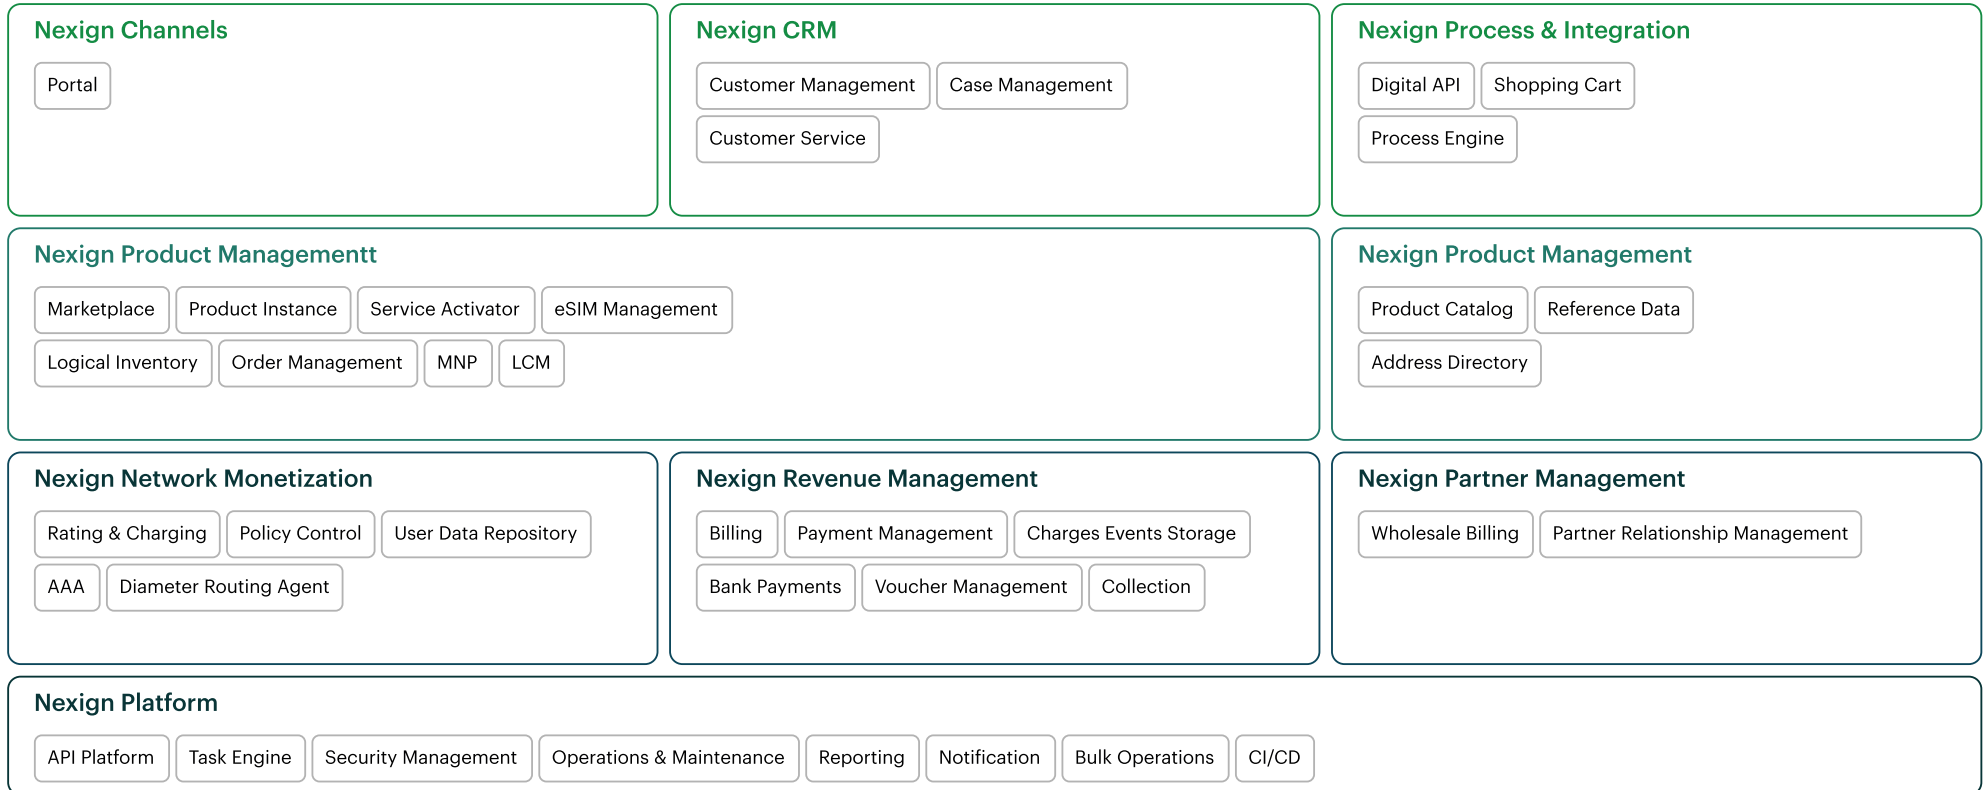 Nexign Channels
Portal
Nexign CRM
Customer Management Case Management
Customer Service
Nexign Process & Integration
Digital API Shopping Cart
Process Engine
Nexign Product Managementt
Marketplace Product Instance Service Activator eSIM Management
Logical Inventory Order Management MNP LCM
Nexign Product Management
Product Catalog Reference Data
Address Directory
Nexign Network Monetization
Rating & Charging Policy Control User Data Repository
AAA Diameter Routing Agent
Nexign Revenue Management
Billing Payment Management Charges Events Storage
Bank Payments Voucher Management Collection
Nexign Partner Management
Wholesale Billing Partner Relationship Management
Nexign Platform
API Platform Task Engine Security Management Operations & Maintenance Reporting Notification Bulk Operations CI/CD